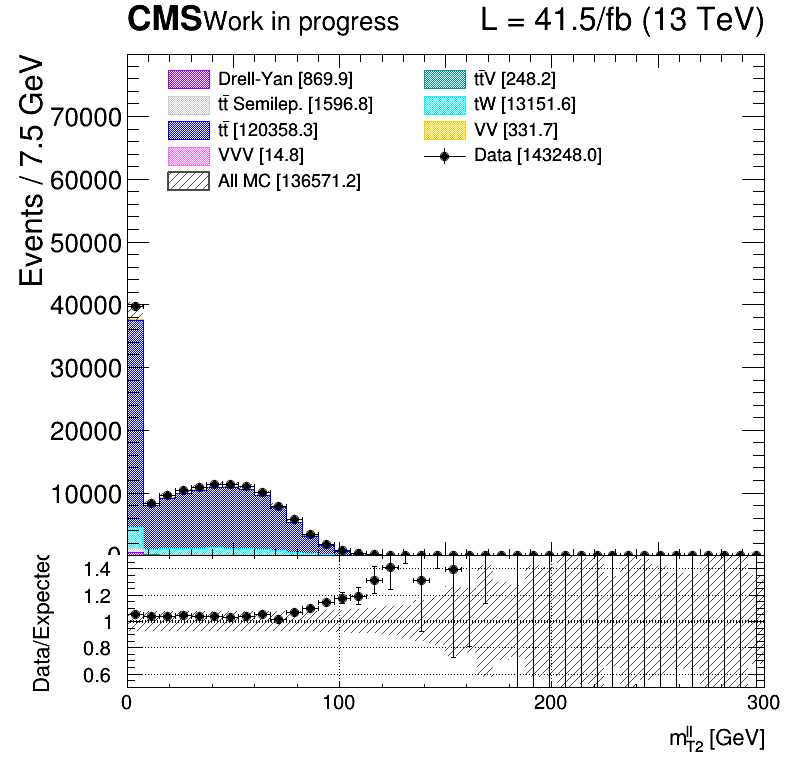 CMS Work in progress L = 41.5/fb (13 TeV)
Events / 7.5 GeV
Drell-Yan [869.9]
tt̄ Semilep. [1596.8]
tt̄ [120358.3]
VVV [14.8]
All MC [136571.2]
tt̄V [248.2]
tW [13151.6]
VV [331.7]
Data [143248.0]
70000
60000
50000
40000
30000
20000
10000
0
Data/Expected
1.4
1.2
1
0.8
0.6
0 100 200 300
m^{ll}_{T2} [GeV]